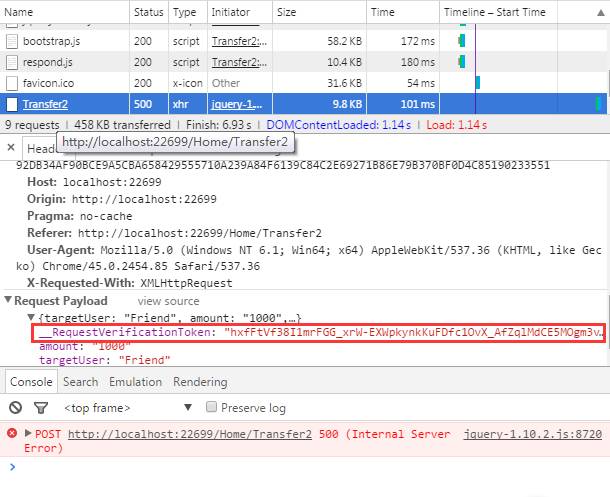 Name Status Type Initiator Size Time Timeline – Start Time
bootstrap.js 200 script Transfer2:... 58.2 KB 172 ms
respond.js 200 script Transfer2:... 10.4 KB 180 ms
favicon.ico 200 x-icon Other 31.6 KB 54 ms
Transfer2 500 xhr jquery-1.... 9.8 KB 101 ms
9 requests | 458 KB transferred | Finish: 6.93 s | DOMContentLoaded: 1.14 s | Load: 1.14 s
http://localhost:22699/Home/Transfer2
92DB34AF90BCE9A5CBA658429555710A239A84F6139C84C2E69271B86E79B370BF0D4C85190233551
Host: localhost:22699
Origin: http://localhost:22699
Pragma: no-cache
Referer: http://localhost:22699/Home/Transfer2
User-Agent: Mozilla/5.0 (Windows NT 6.1; Win64; x64) AppleWebKit/537.36 (KHTML, like Gec
ko) Chrome/45.0.2454.85 Safari/537.36
X-Requested-With: XMLHttpRequest
Request Payload view source
{targetUser: "Friend", amount: "1000",…}
__RequestVerificationToken: "hxfFtVf38I1mrFGG_xrW-EXWpkynkKuFDfc1OvX_AfZqlMdCE5MOgm3v…
amount: "1000"
targetUser: "Friend"
Console Search Emulation Rendering
<top frame> Preserve log
POST http://localhost:22699/Home/Transfer2 500 (Internal Server jquery-1.10.2.js:8720
Error)